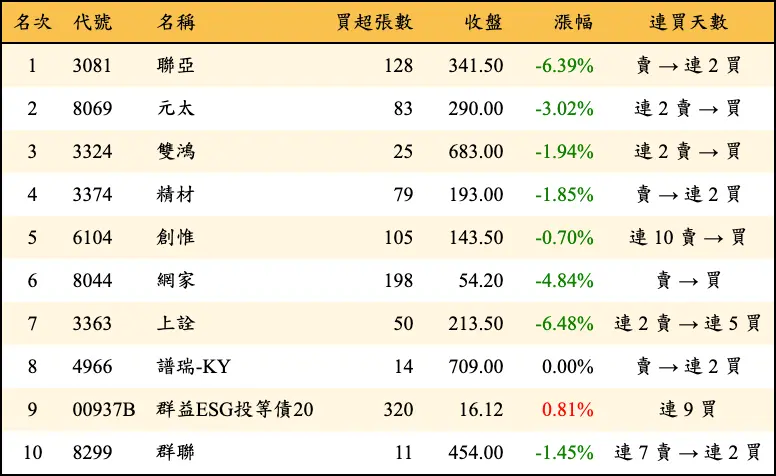 名次 代號 名稱 買超張數 收盤 漲幅 連買天數
1 3081 聯亞 128 341.50 -6.39% 賣 → 連 2 買
2 8069 元太 83 290.00 -3.02% 連 2 賣 → 買
3 3324 雙鴻 25 683.00 -1.94% 連 2 賣 → 買
4 3374 精材 79 193.00 -1.85% 賣 → 連 2 買
5 6104 創惟 105 143.50 -0.70% 連 10 賣 → 買
6 8044 網家 198 54.20 -4.84% 賣 → 買
7 3363 上詮 50 213.50 -6.48% 連 2 賣 → 連 5 買
8 4966 譜瑞-KY 14 709.00 0.00% 賣 → 連 2 買
9 00937B 群益ESG投等債20 320 16.12 0.81% 連 9 買
10 8299 群聯 11 454.00 -1.45% 連 7 賣 → 連 2 買